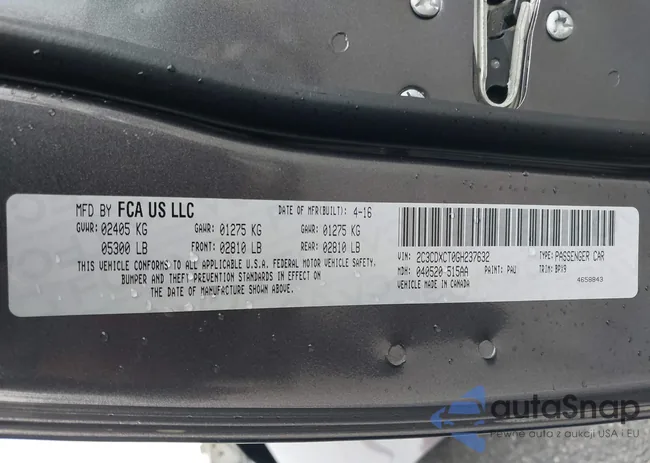 MFD BY FCA US LLC DATE OF MFR(BUILT): 4-16
GVWR: 02405 KG GAWR: 01275 KG GAWR: 01275 KG
05300 LB FRONT: 02810 LB REAR: 02810 LB
THIS VEHICLE CONFORMS TO ALL APPLICABLE U.S.A. FEDERAL MOTOR VEHICLE SAFETY,
BUMPER AND THEFT PREVENTION STANDARDS IN EFFECT ON
THE DATE OF MANUFACTURE SHOWN ABOVE.
VIN: 2C3CDXCT0GH237632 TYPE: PASSENGER CAR
MDH: 040520 515AA PAINT: PAU TRIM: BPX9
VEHICLE MADE IN CANADA 4658843
autaSnap
Pewne auto z aukcji USA i EU